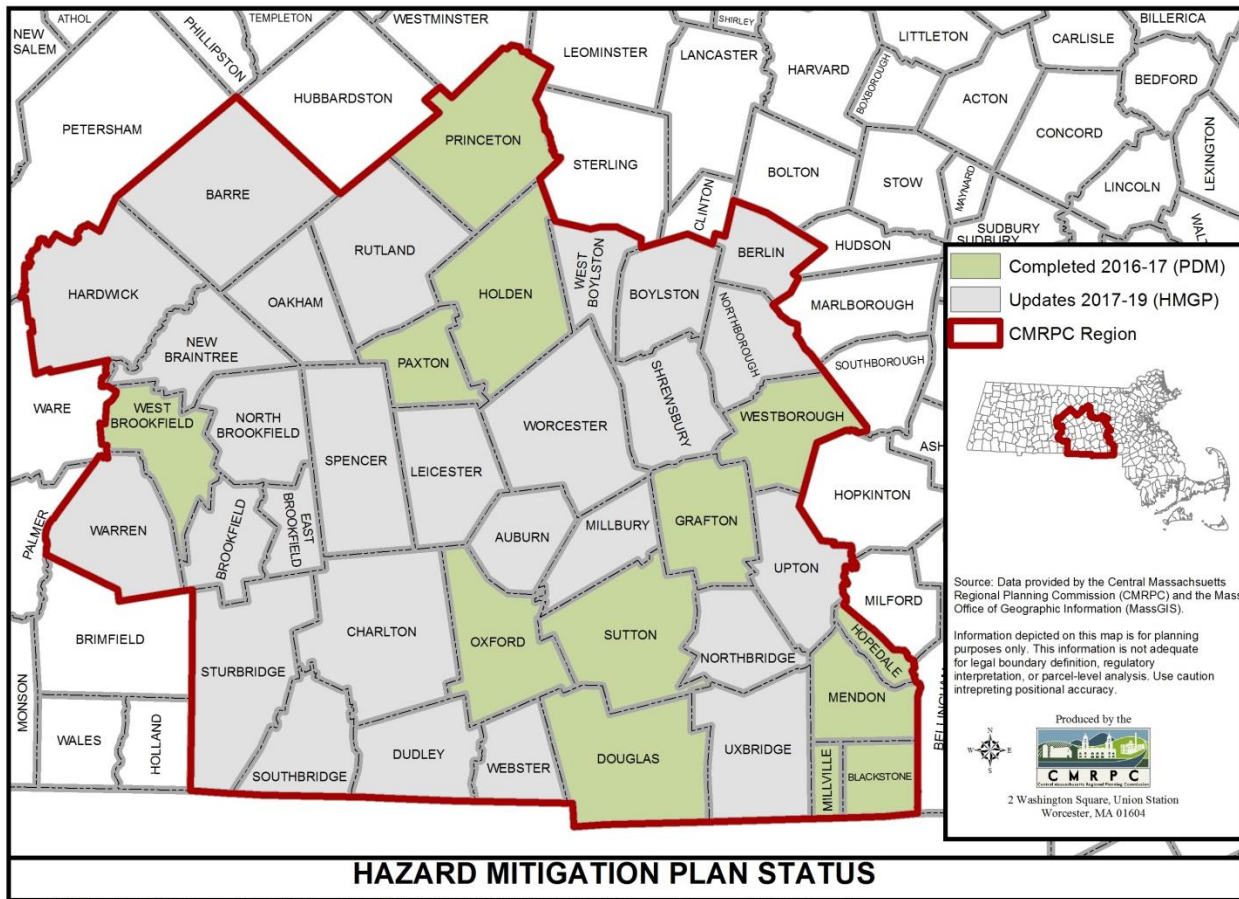 ATHOL
TEMPLETON
WESTMINSTER
SHIRLEY
LITTLETON
CARLISLE
BILLERICA
NEW
SALEM
PHILLIPSTON
LEOMINSTER
LANCASTER
HARVARD
BOXBOROUGH
BEDFORD
HUBBARDSTON
ACTON
CONCORD
PETERSHAM
PRINCETON
STERLING
BOLTON
STOW
MAYNARD
LINCOLN
LEXINGTON
BARRE
CLINTON
SUDBURY
SUDBURY
RUTLAND
WEST
BOYLSTON
BERLIN
HUDSON
HARDWICK
OAKHAM
HOLDEN
BOYLSTON
NORTHBOROUGH
MARLBOROUGH
NEW
BRAINTREE
PAXTON
SHREWSBURY
SOUTHBOROUGH
WARE
WEST
BROOKFIELD
NORTH
BROOKFIELD
WORCESTER
WESTBOROUGH
SPENCER
LEICESTER
HOPKINTON
PALMER
WARREN
BROOKFIELD
EAST
BROOKFIELD
AUBURN
MILLBURY
GRAFTON
UPTON
MILFORD
BRIMFIELD
CHARLTON
OXFORD
SUTTON
NORTHBRIDGE
HOPEDALE
STURBRIDGE
MENDON
MONSON
WALES
HOLLAND
SOUTHBRIDGE
DUDLEY
WEBSTER
DOUGLAS
UXBRIDGE
MILLVILLE
BLACKSTONE
Completed 2016-17 (PDM)
Updates 2017-19 (HMGP)
CMRPC Region
Source: Data provided by the Central Massachsuetts
Regional Planning Commission (CMRPC) and the Mass
Office of Geographic Information (MassGIS).
Information depicted on this map is for planning
purposes only. This information is not adequate
for legal boundary definition, regulatory
interpretation, or parcel-level analysis. Use caution
intrepreting positional accuracy.
Produced by the
N
W E
S
CMRPC
Central Massachusetts Regional Planning Commission
2 Washington Square, Union Station
Worcester, MA 01604
HAZARD MITIGATION PLAN STATUS